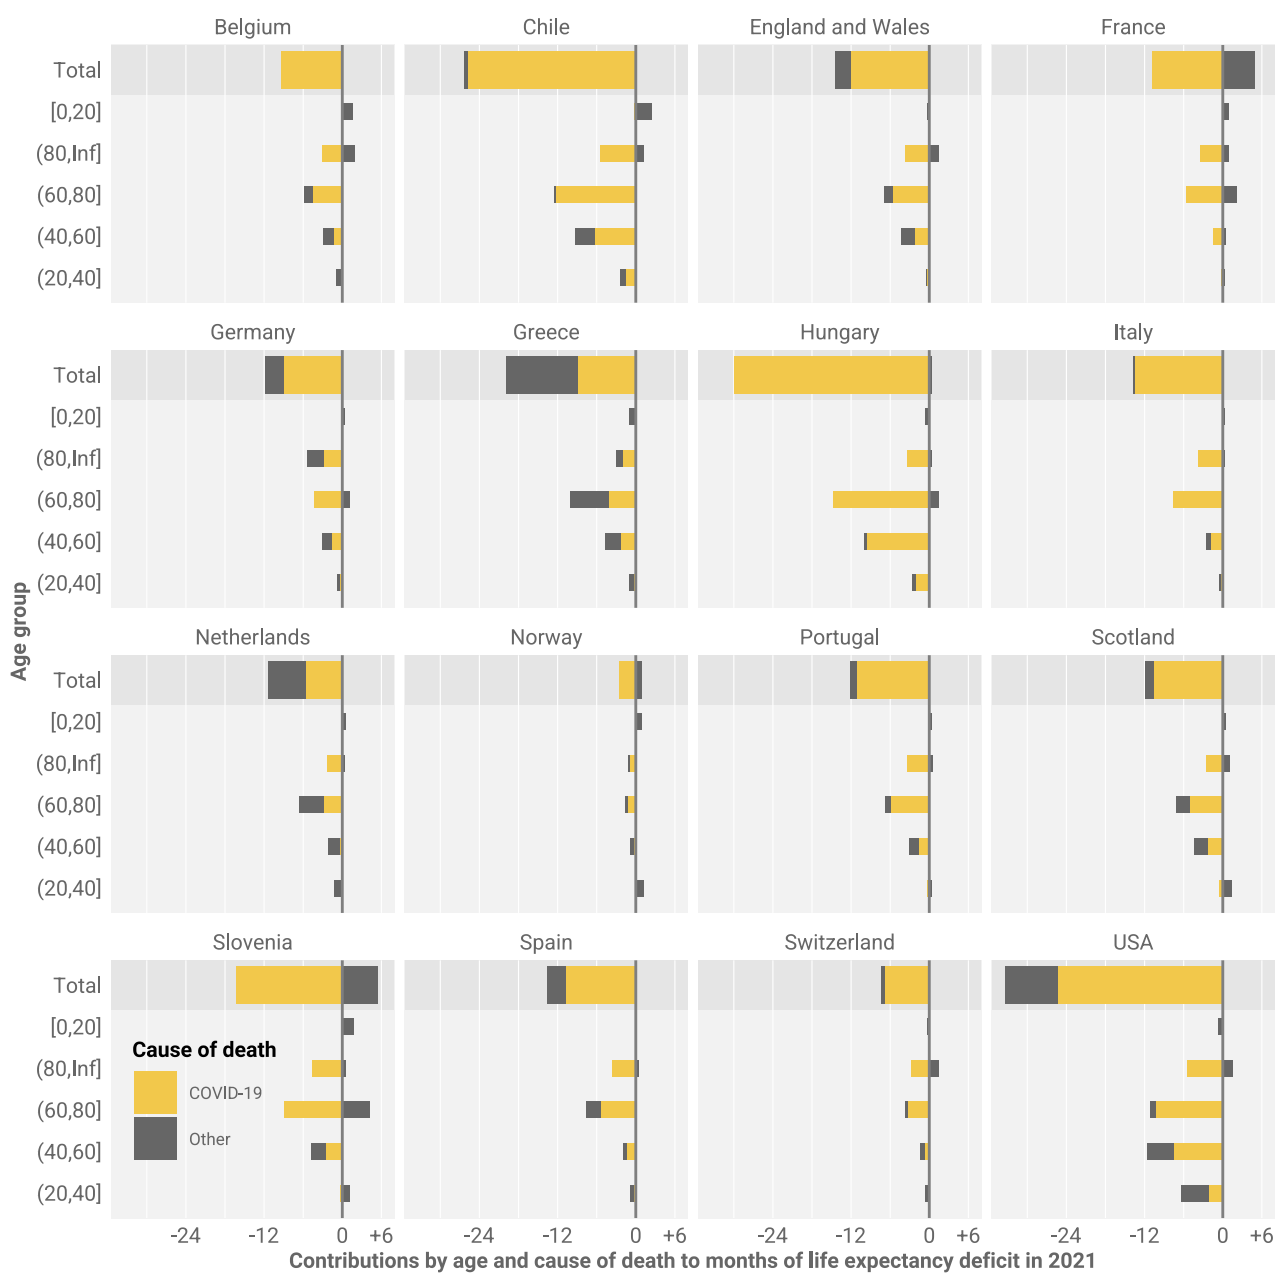 Belgium Chile England and Wales France
Total
[0,20]
(80,Inf]
(60,80]
(40,60]
(20,40]
Germany Greece Hungary Italy
Total
[0,20]
(80,Inf]
(60,80]
(40,60]
(20,40]
Age group
Netherlands Norway Portugal Scotland
Total
[0,20]
(80,Inf]
(60,80]
(40,60]
(20,40]
Slovenia Spain Switzerland USA
Total
[0,20]
(80,Inf]
(60,80]
(40,60]
(20,40]
Cause of death
COVID-19
Other
-24 -12 0 +6 -24 -12 0 +6 -24 -12 0 +6 -24 -12 0 +6
Contributions by age and cause of death to months of life expectancy deficit in 2021